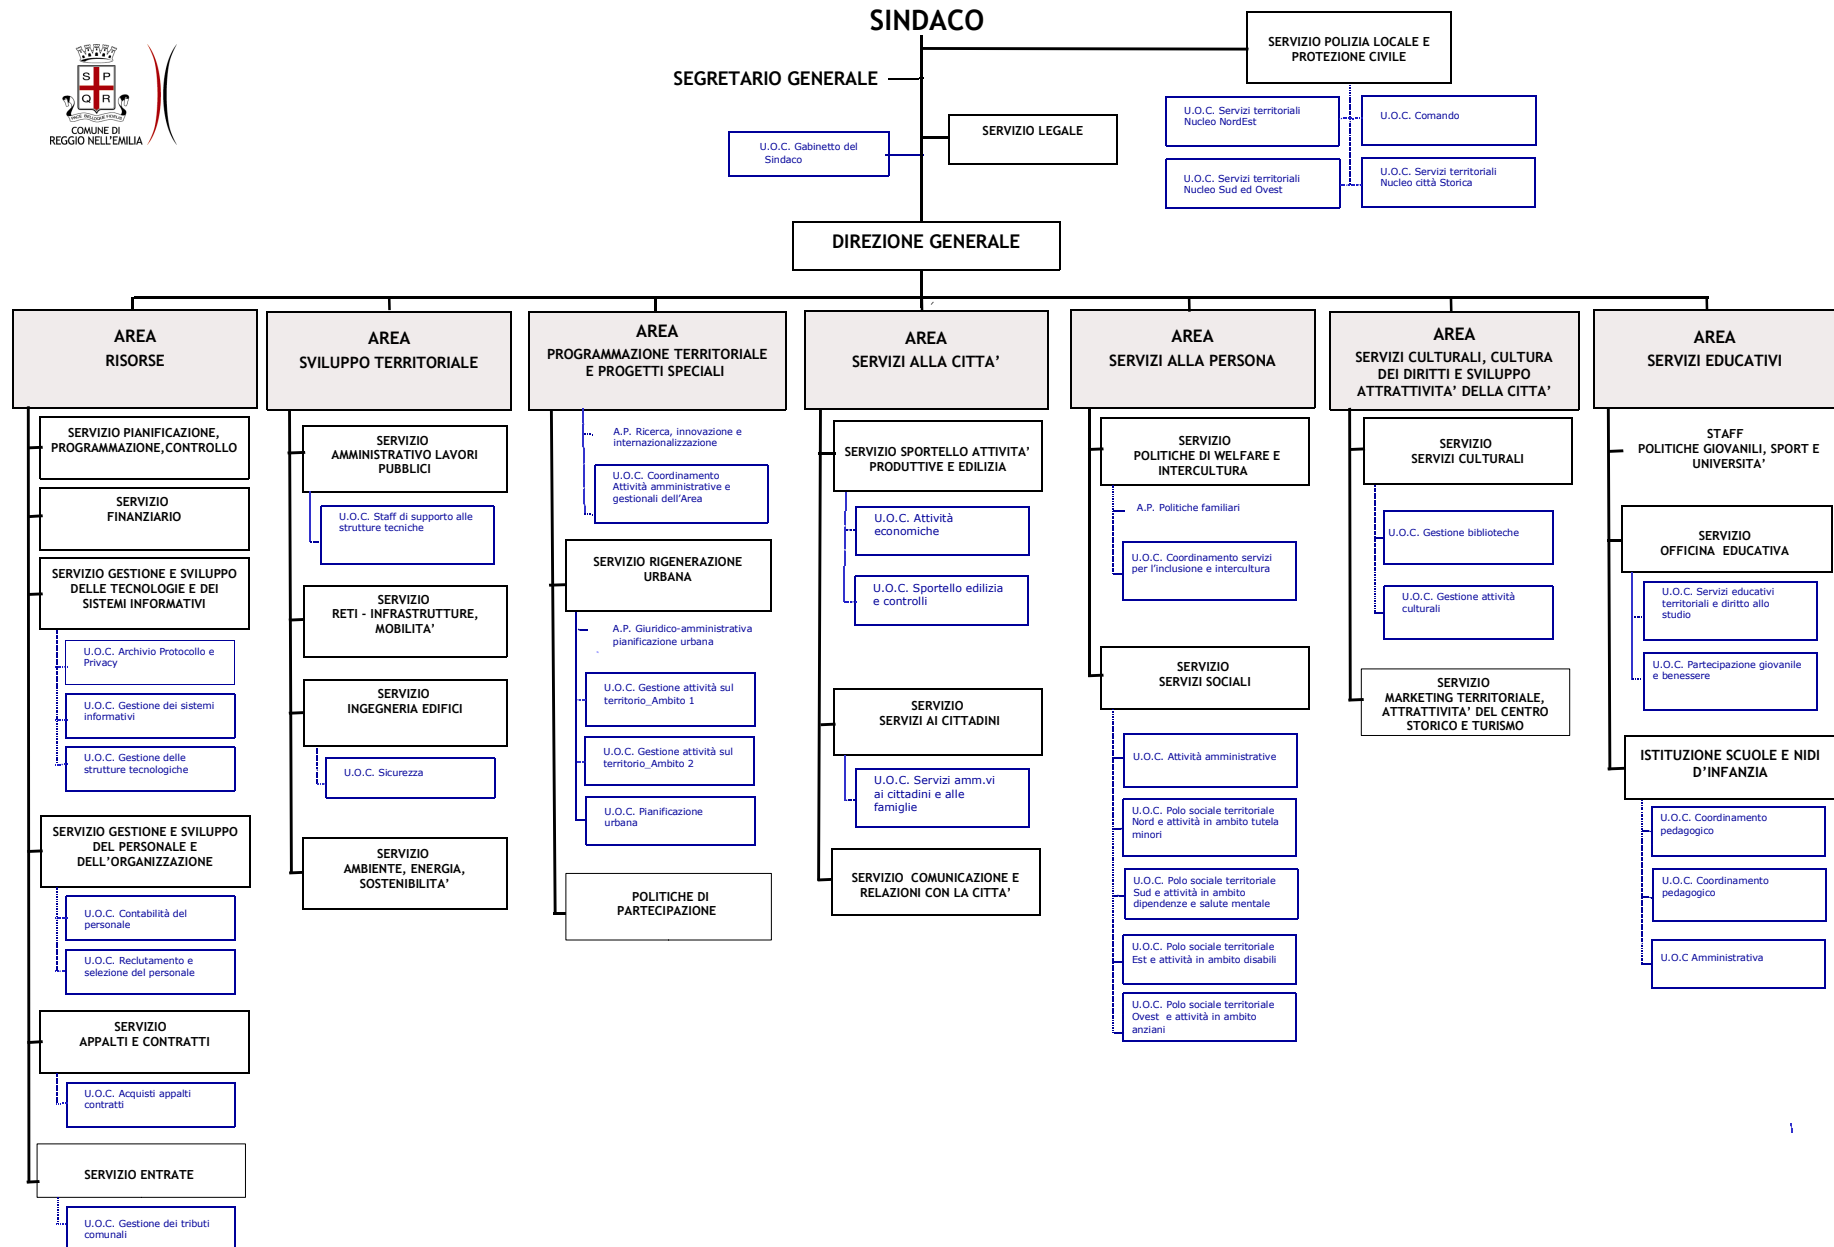 SINDACO
SERVIZIO POLIZIA LOCALE E
PROTEZIONE CIVILE
SEGRETARIO GENERALE
S P
Q R
COMUNE DI
REGGIO NELL'EMILIA
U.O.C. Servizi territoriali
Nucleo NordEst
U.O.C. Comando
SERVIZIO LEGALE
U.O.C. Gabinetto del
Sindaco
U.O.C. Servizi territoriali
Nucleo Sud ed Ovest
U.O.C. Servizi territoriali
Nucleo città Storica
DIREZIONE GENERALE
AREA
RISORSE
SERVIZIO PIANIFICAZIONE,
PROGRAMMAZIONE,CONTROLLO
SERVIZIO
FINANZIARIO
SERVIZIO GESTIONE E SVILUPPO
DELLE TECNOLOGIE E DEI
SISTEMI INFORMATIVI
U.O.C. Archivio Protocollo e
Privacy
U.O.C. Gestione dei sistemi
informativi
U.O.C. Gestione delle
strutture tecnologiche
SERVIZIO GESTIONE E SVILUPPO
DEL PERSONALE E
DELL'ORGANIZZAZIONE
U.O.C. Contabilità del
personale
U.O.C. Reclutamento e
selezione del personale
SERVIZIO
APPALTI E CONTRATTI
U.O.C. Acquisti appalti
contratti
SERVIZIO ENTRATE
U.O.C. Gestione dei tributi
comunali
AREA
SVILUPPO TERRITORIALE
SERVIZIO
AMMINISTRATIVO LAVORI
PUBBLICI
U.O.C. Staff di supporto alle
strutture tecniche
SERVIZIO
RETI - INFRASTRUTTURE,
MOBILITA'
SERVIZIO
INGEGNERIA EDIFICI
U.O.C. Sicurezza
SERVIZIO
AMBIENTE, ENERGIA,
SOSTENIBILITA'
AREA
PROGRAMMAZIONE TERRITORIALE
E PROGETTI SPECIALI
A.P. Ricerca, innovazione e
internazionalizzazione
U.O.C. Coordinamento
Attività amministrative e
gestionali dell'Area
SERVIZIO RIGENERAZIONE
URBANA
A.P. Giuridico-amministrativa
pianificazione urbana
U.O.C. Gestione attività sul
territorio_Ambito 1
U.O.C. Gestione attività sul
territorio_Ambito 2
U.O.C. Pianificazione
urbana
POLITICHE DI
PARTECIPAZIONE
AREA
SERVIZI ALLA CITTA'
SERVIZIO SPORTELLO ATTIVITA'
PRODUTTIVE E EDILIZIA
U.O.C. Attività
economiche
U.O.C. Sportello edilizia
e controlli
SERVIZIO
SERVIZI AI CITTADINI
U.O.C. Servizi amm.vi
ai cittadini e alle
famiglie
SERVIZIO COMUNICAZIONE E
RELAZIONI CON LA CITTA'
AREA
SERVIZI ALLA PERSONA
SERVIZIO
POLITICHE DI WELFARE E
INTERCULTURA
A.P. Politiche familiari
U.O.C. Coordinamento servizi
per l'inclusione e intercultura
SERVIZIO
SERVIZI SOCIALI
U.O.C. Attività amministrative
U.O.C. Polo sociale territoriale
Nord e attività in ambito tutela
minori
U.O.C. Polo sociale territoriale
Sud e attività in ambito
dipendenze e salute mentale
U.O.C. Polo sociale territoriale
Est e attività in ambito disabili
U.O.C. Polo sociale territoriale
Ovest e attività in ambito
anziani
AREA
SERVIZI CULTURALI, CULTURA
DEI DIRITTI E SVILUPPO
ATTRATTIVITA' DELLA CITTA'
SERVIZIO
SERVIZI CULTURALI
U.O.C. Gestione biblioteche
U.O.C. Gestione attività
culturali
SERVIZIO
MARKETING TERRITORIALE,
ATTRATTIVITA' DEL CENTRO
STORICO E TURISMO
AREA
SERVIZI EDUCATIVI
STAFF
POLITICHE GIOVANILI, SPORT E
UNIVERSITA'
SERVIZIO
OFFICINA EDUCATIVA
U.O.C. Servizi educativi
territoriali e diritto allo
studio
U.O.C. Partecipazione giovanile
e benessere
ISTITUZIONE SCUOLE E NIDI
D'INFANZIA
U.O.C. Coordinamento
pedagogico
U.O.C. Coordinamento
pedagogico
U.O.C Amministrativa